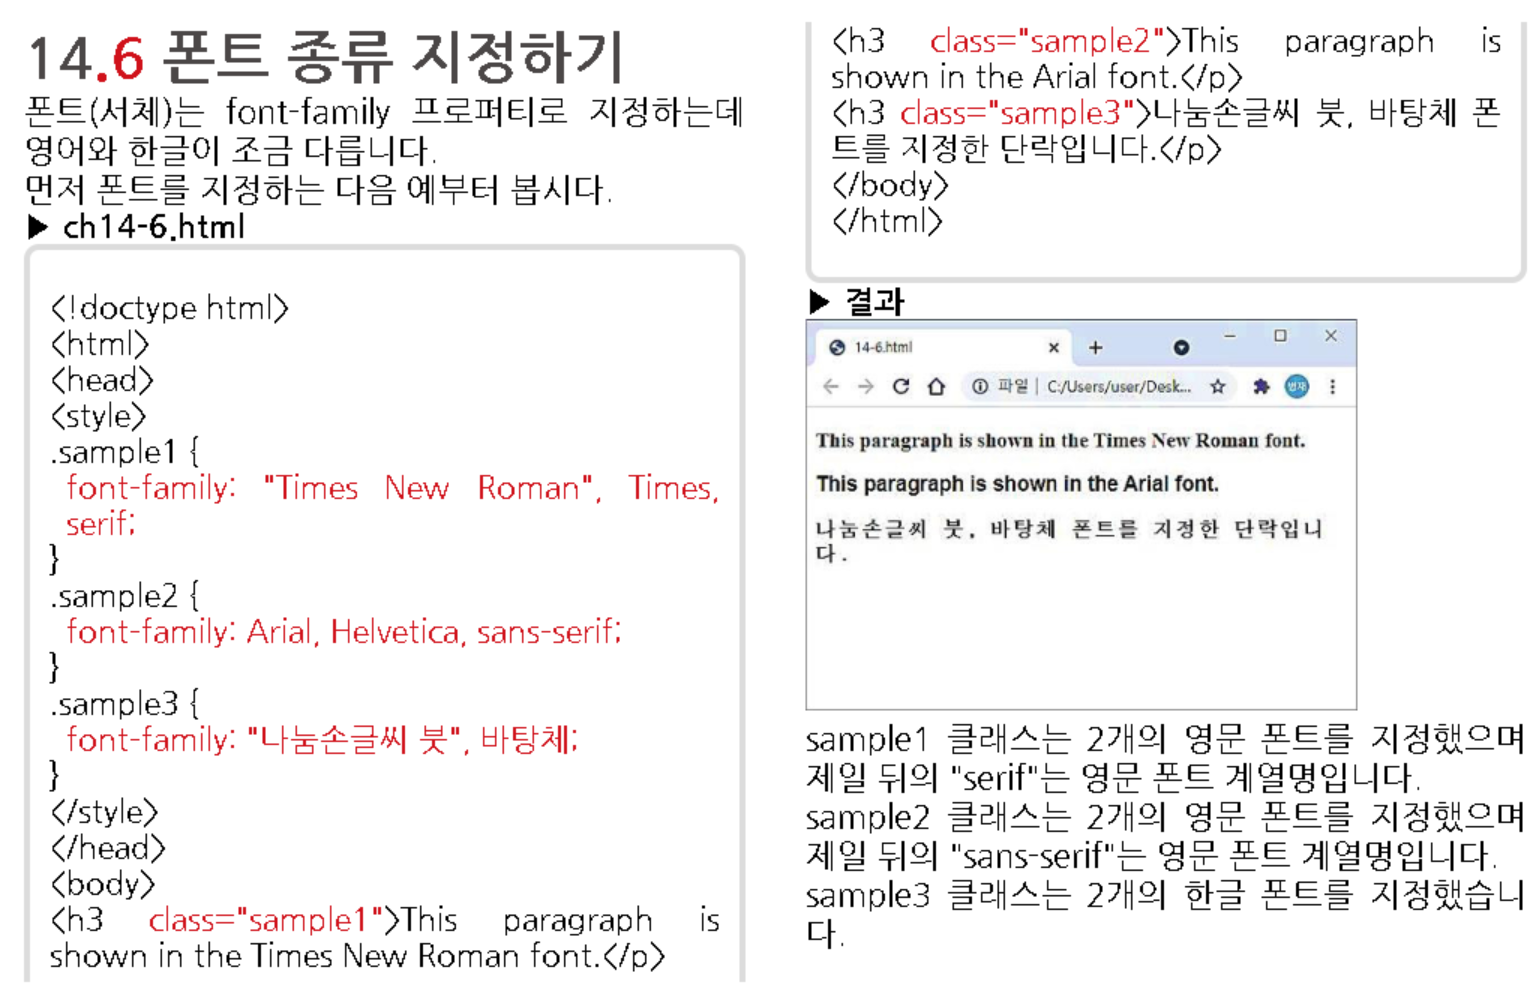 14.6 폰트 종류 지정하기
폰트(서체)는 font-family 프로퍼티로 지정하는데
영어와 한글이 조금 다릅니다.
먼저 폰트를 지정하는 다음 예부터 봅시다.
▶ ch14-6.html
<!doctype html>
<html>
<head>
<style>
.sample1 {
font-family: "Times New Roman", Times,
serif;
}
.sample2 {
font-family: Arial, Helvetica, sans-serif;
}
.sample3 {
font-family: "나눔손글씨 붓", 바탕체;
}
</style>
</head>
<body>
<h3 class="sample1">This paragraph is
shown in the Times New Roman font.</p>
<h3 class="sample2">This paragraph is
shown in the Arial font.</p>
<h3 class="sample3">나눔손글씨 붓, 바탕체 폰
트를 지정한 단락입니다.</p>
</body>
</html>
▶ 결과
14-6.html
파일 | C:/Users/user/Desk...
범재
This paragraph is shown in the Times New Roman font.
This paragraph is shown in the Arial font.
나눔손글씨 붓, 바탕체 폰트를 지정한 단락입니
다.
sample1 클래스는 2개의 영문 폰트를 지정했으며
제일 뒤의 "serif"는 영문 폰트 계열명입니다.
sample2 클래스는 2개의 영문 폰트를 지정했으며
제일 뒤의 "sans-serif"는 영문 폰트 계열명입니다.
sample3 클래스는 2개의 한글 폰트를 지정했습니
다.